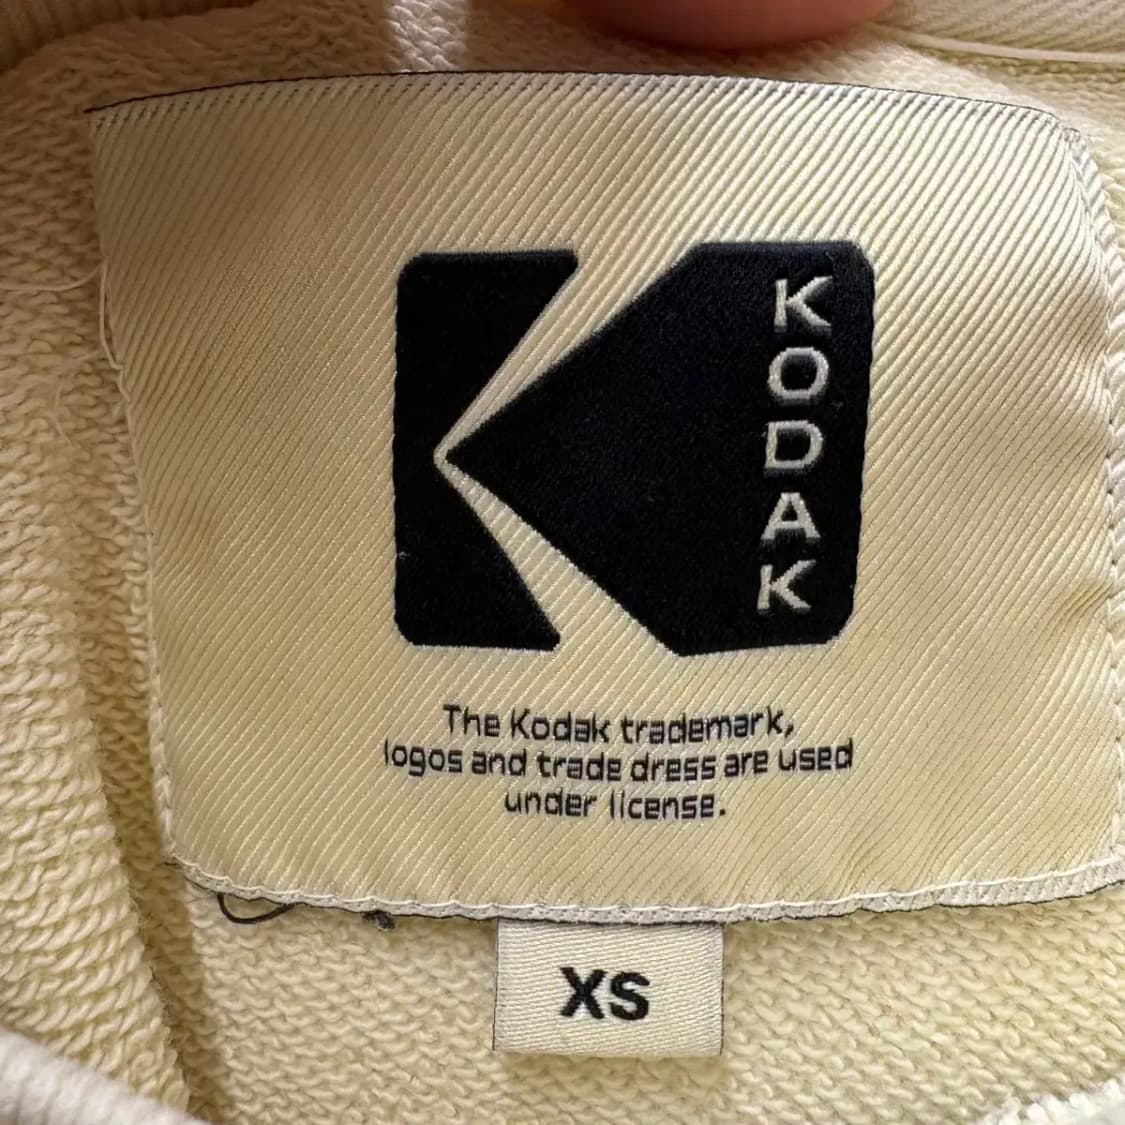 KODAK
The Kodak trademark,
logos and trade dress are used
under license.
XS